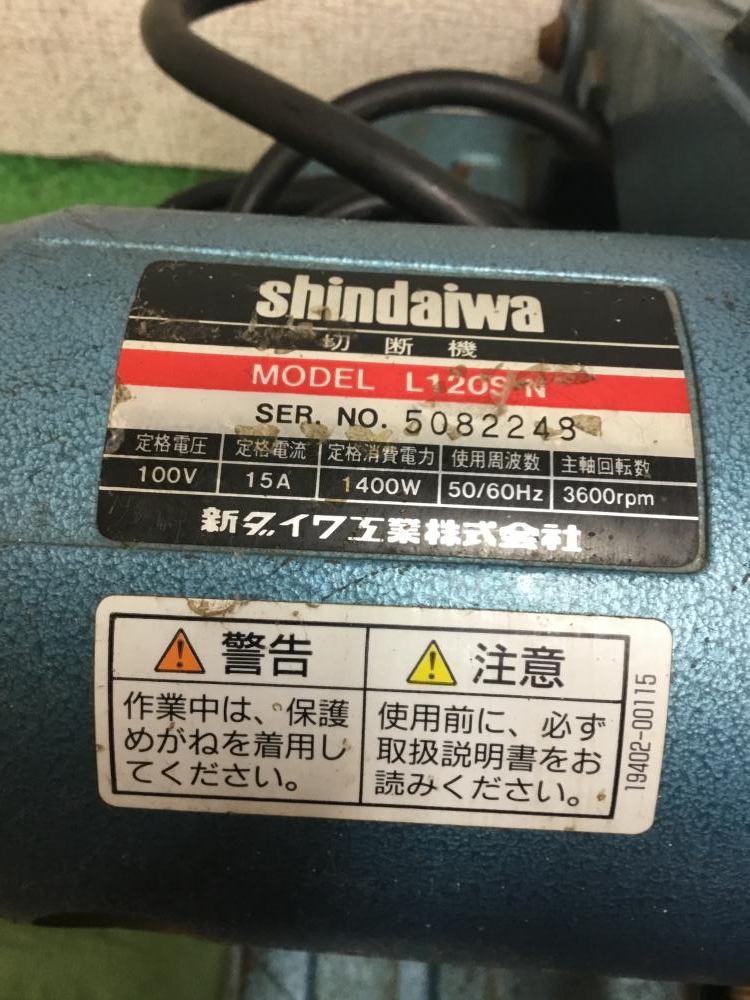 shindaiwa
切断機
MODEL L120S-N
SER. NO. 5082248
定格電圧 定格電流 定格消費電力 使用周波数 主軸回転数
100V 15A 1400W 50/60Hz 3600rpm
新ダイワ工業株式会社
警告
作業中は、保護
めがねを着用し
てください。
注意
使用前に、必ず
取扱説明書をお
読みください。
19402-00115